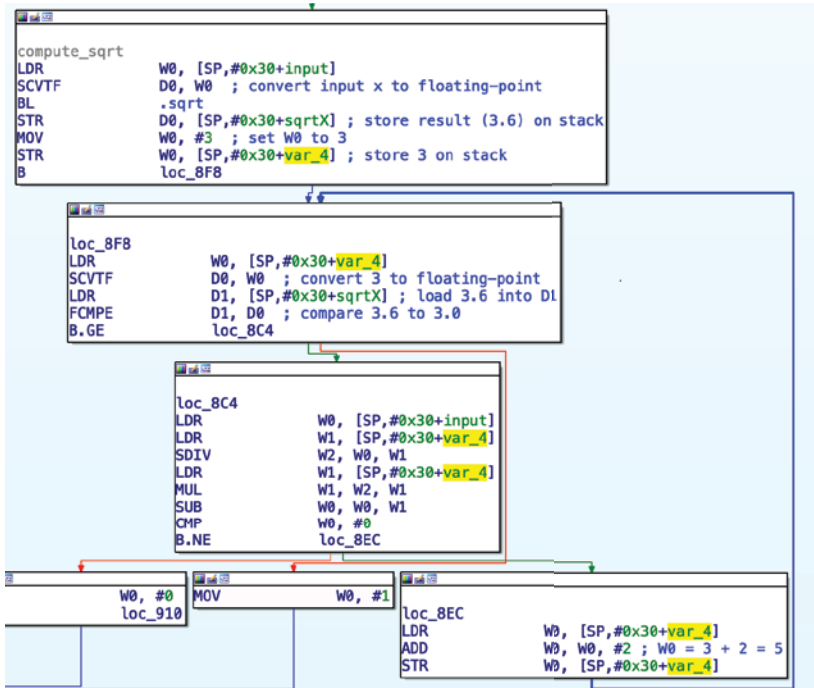 compute_sqrt
LDR W0, [SP,#0x30+input]
SCVTF D0, W0 ; convert input x to floating-point
BL .sqrt
STR D0, [SP,#0x30+sqrtX] ; store result (3.6) on stack
MOV W0, #3 ; set W0 to 3
STR W0, [SP,#0x30+var_4] ; store 3 on stack
B loc_8F8
loc_8F8
LDR W0, [SP,#0x30+var_4]
SCVTF D0, W0 ; convert 3 to floating-point
LDR D1, [SP,#0x30+sqrtX] ; load 3.6 into D1
FCMPE D1, D0 ; compare 3.6 to 3.0
B.GE loc_8C4
loc_8C4
LDR W0, [SP,#0x30+input]
LDR W1, [SP,#0x30+var_4]
SDIV W2, W0, W1
LDR W1, [SP,#0x30+var_4]
MUL W1, W2, W1
SUB W0, W0, W1
CMP W0, #0
B.NE loc_8EC
W0, #0
loc_910
MOV W0, #1
loc_8EC
LDR W0, [SP,#0x30+var_4]
ADD W0, W0, #2 ; W0 = 3 + 2 = 5
STR W0, [SP,#0x30+var_4]